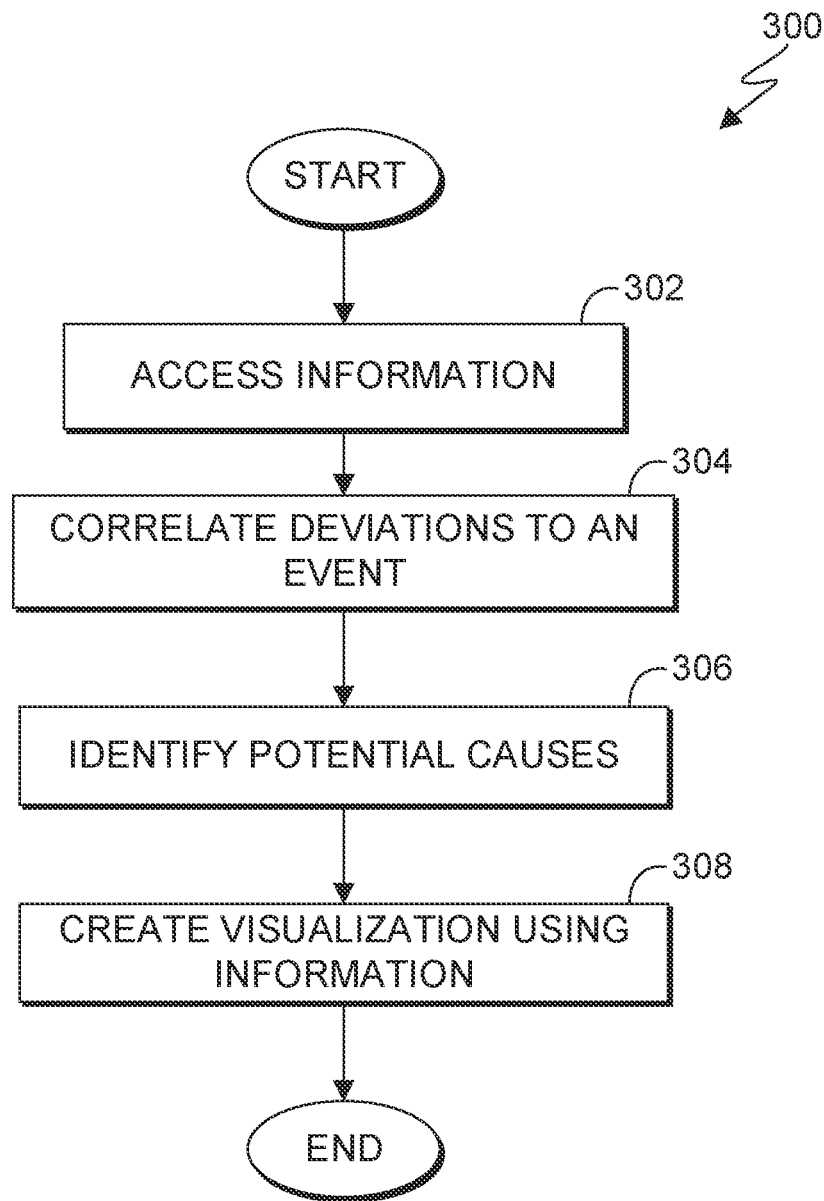 300
START
302
ACCESS INFORMATION
304
CORRELATE DEVIATIONS TO AN
EVENT
306
IDENTIFY POTENTIAL CAUSES
308
CREATE VISUALIZATION USING
INFORMATION
END